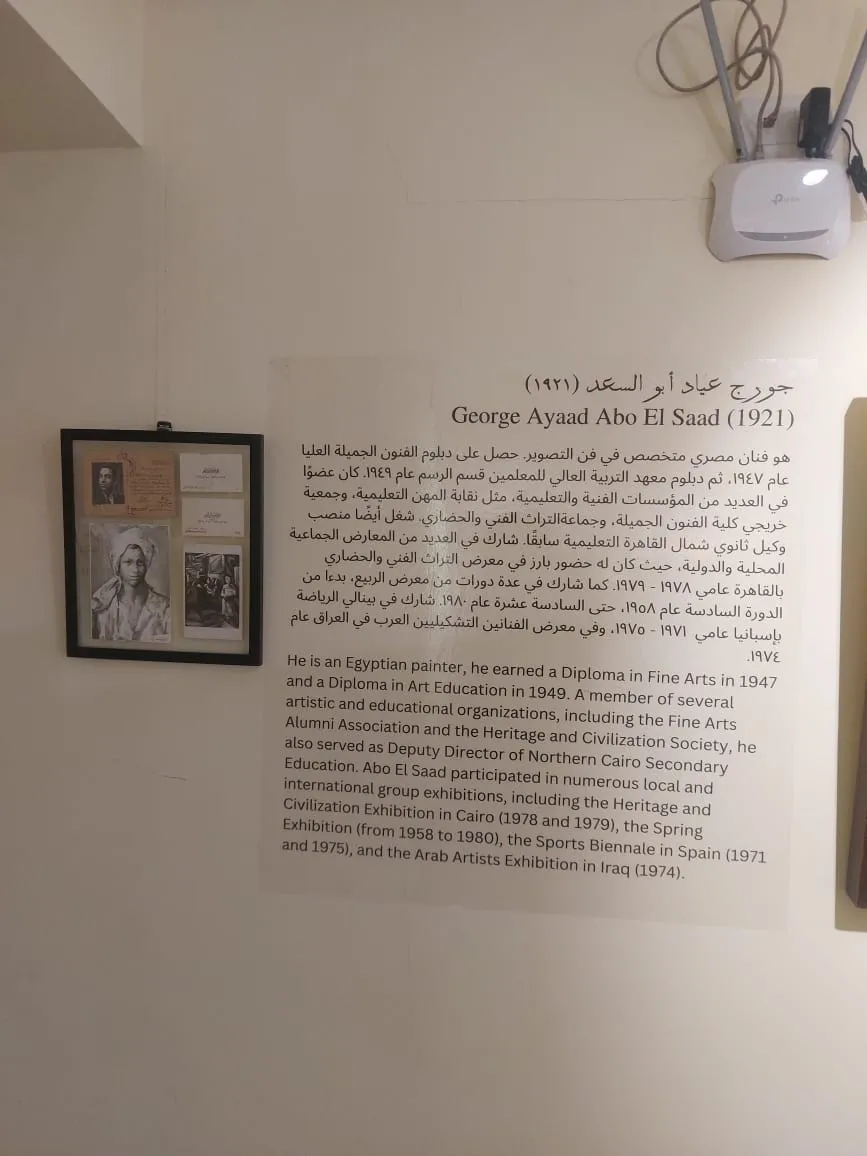 جورج عياد أبو السعد (١٩٢١)
George Ayaad Abo El Saad (1921)
هو فنان مصري متخصص في فن التصوير. حصل على دبلوم الفنون الجميلة العليا
عام ١٩٤٧، ثم دبلوم معهد التربية العالي للمعلمين قسم الرسم عام ١٩٤٩. كان عضوًا
في العديد من المؤسسات الفنية والتعليمية، مثل نقابة المهن التعليمية، وجمعية
خريجي كلية الفنون الجميلة، وجماعةالتراث الفني والحضاري. شغل أيضًا منصب
وكيل ثانوي شمال القاهرة التعليمية سابقًا. شارك في العديد من المعارض الجماعية
المحلية والدولية، حيث كان له حضور بارز في معرض التراث الفني والحضاري
بالقاهرة عامي ١٩٧٨ - ١٩٧٩. كما شارك في عدة دورات من معرض الربيع، بدءا من
الدورة السادسة عام ١٩٥٨، حتى السادسة عشرة عام ١٩٨٠. شارك في بينالي الرياضة
بإسبانيا عامي ١٩٧١ - ١٩٧٥، وفي معرض الفنانين التشكيليين العرب في العراق عام
١٩٧٤.
He is an Egyptian painter, he earned a Diploma in Fine Arts in 1947
and a Diploma in Art Education in 1949. A member of several
artistic and educational organizations, including the Fine Arts
Alumni Association and the Heritage and Civilization Society, he
also served as Deputy Director of Northern Cairo Secondary
Education. Abo El Saad participated in numerous local and
international group exhibitions, including the Heritage and
Civilization Exhibition in Cairo (1978 and 1979), the Spring
Exhibition (from 1958 to 1980), the Sports Biennale in Spain (1971
and 1975), and the Arab Artists Exhibition in Iraq (1974).